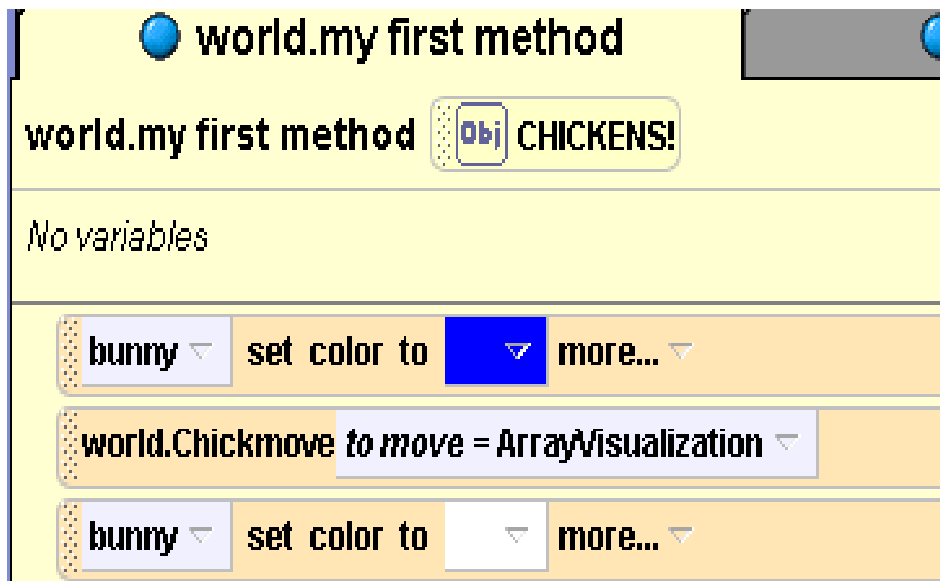 world.my first method
world.my first method Obj CHICKENS!
No variables
bunny set color to more...
world.Chickmove to move = ArrayVisualization
bunny set color to more...